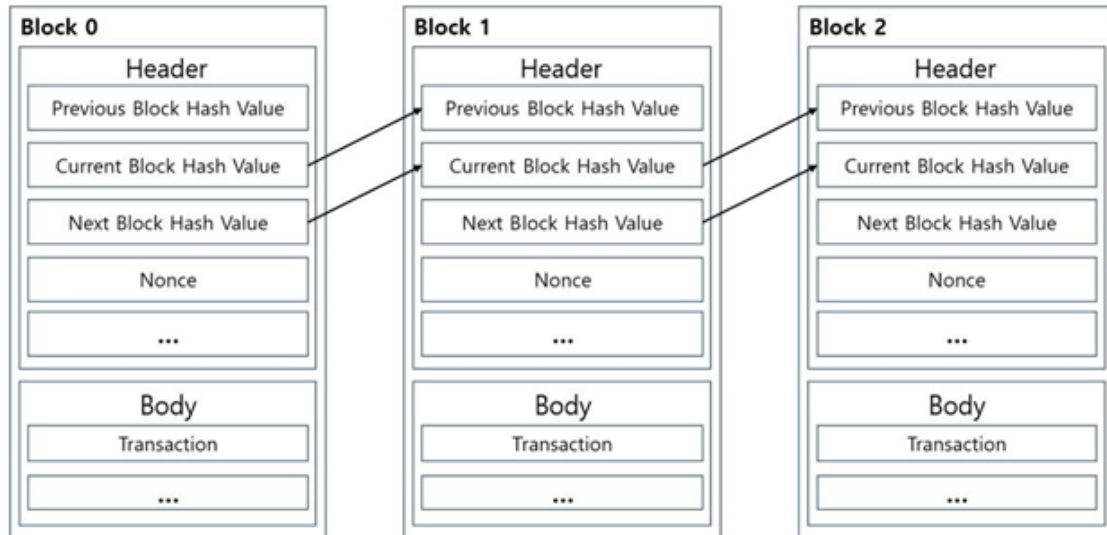 Block 0
Header
Previous Block Hash Value
Current Block Hash Value
Next Block Hash Value
Nonce
...
Body
Transaction
...
Block 1
Header
Previous Block Hash Value
Current Block Hash Value
Next Block Hash Value
Nonce
...
Body
Transaction
...
Block 2
Header
Previous Block Hash Value
Current Block Hash Value
Next Block Hash Value
Nonce
...
Body
Transaction
...